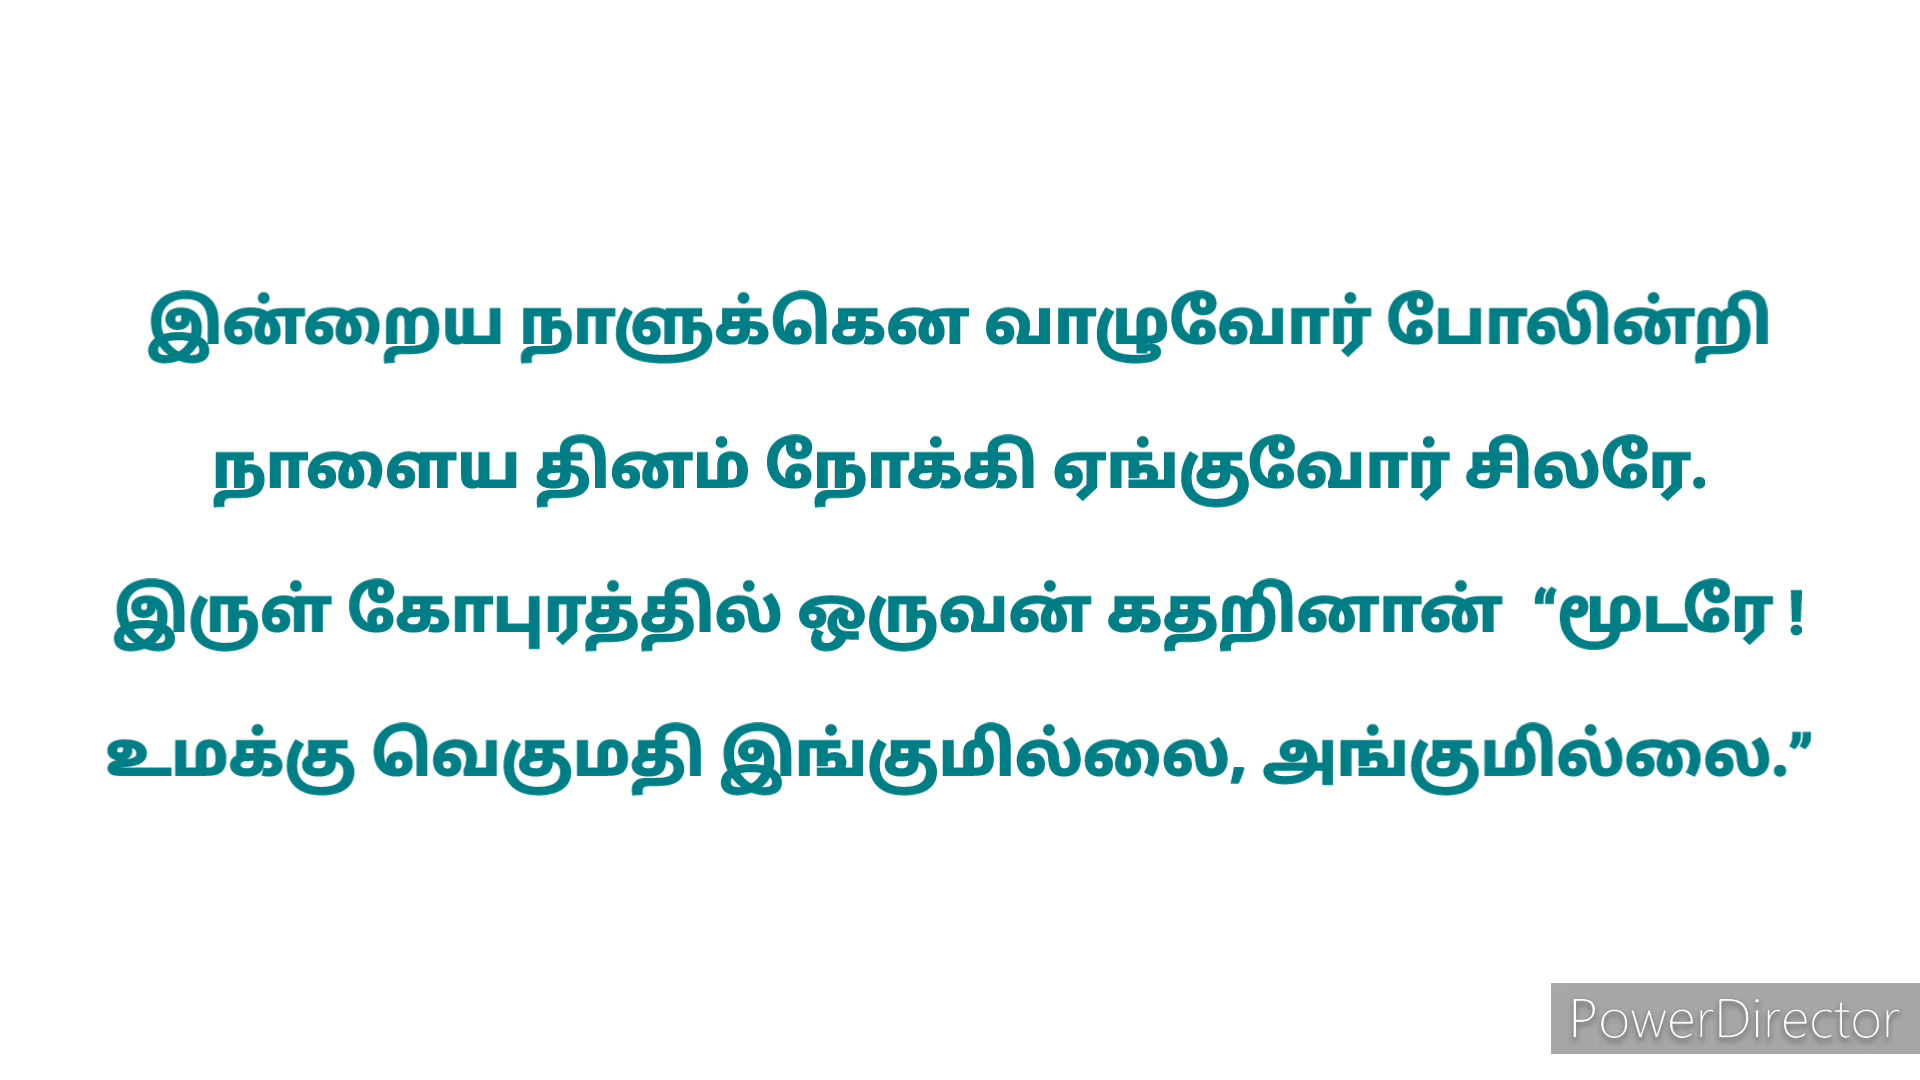 இன்றைய நாளுக்கென வாழுவோர் போலின்றி
நாளைய தினம் நோக்கி ஏங்குவோர் சிலரே.
இருள் கோபுரத்தில் ஒருவன் கதறினான் “மூடரே !
உமக்கு வெகுமதி இங்குமில்லை, அங்குமில்லை.”
PowerDirector